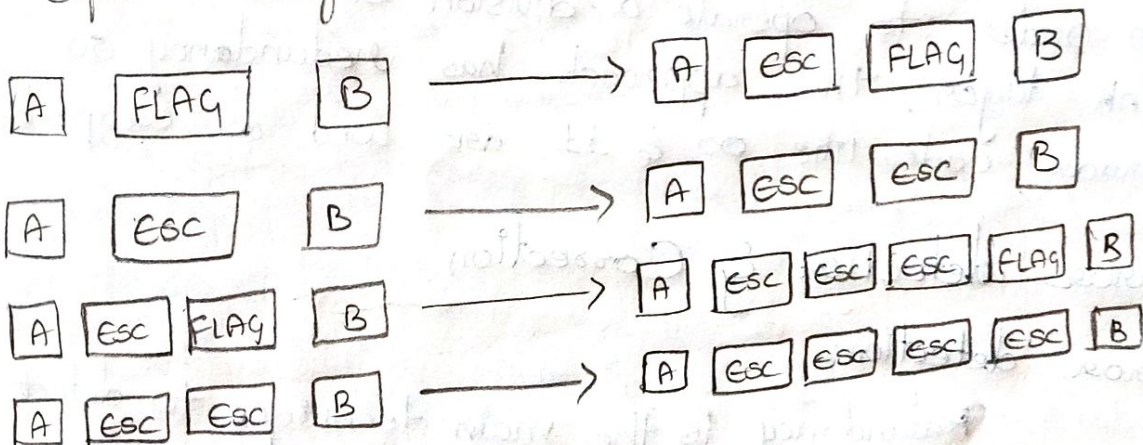 A FLAG B → A ESC FLAG B
A ESC B → A ESC ESC B
A ESC FLAG B → A ESC ESC ESC FLAG B
A ESC ESC B → A ESC ESC ESC ESC B